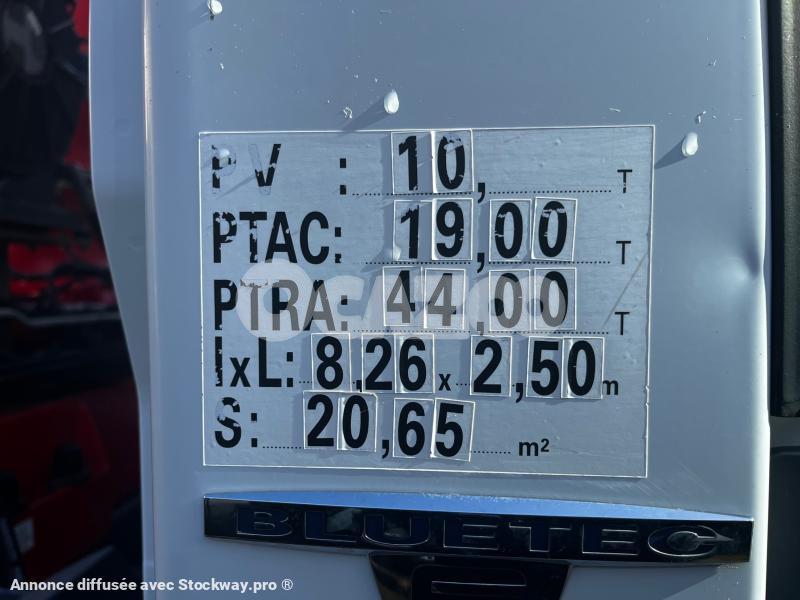 PV : 10, T
PTAC: 19,00 T
PTRA: 44,00 T
lxL: 8,26 x 2,50 m
S: 20,65 m²
BLUETEC
Annonce diffusée avec Stockway.pro ®